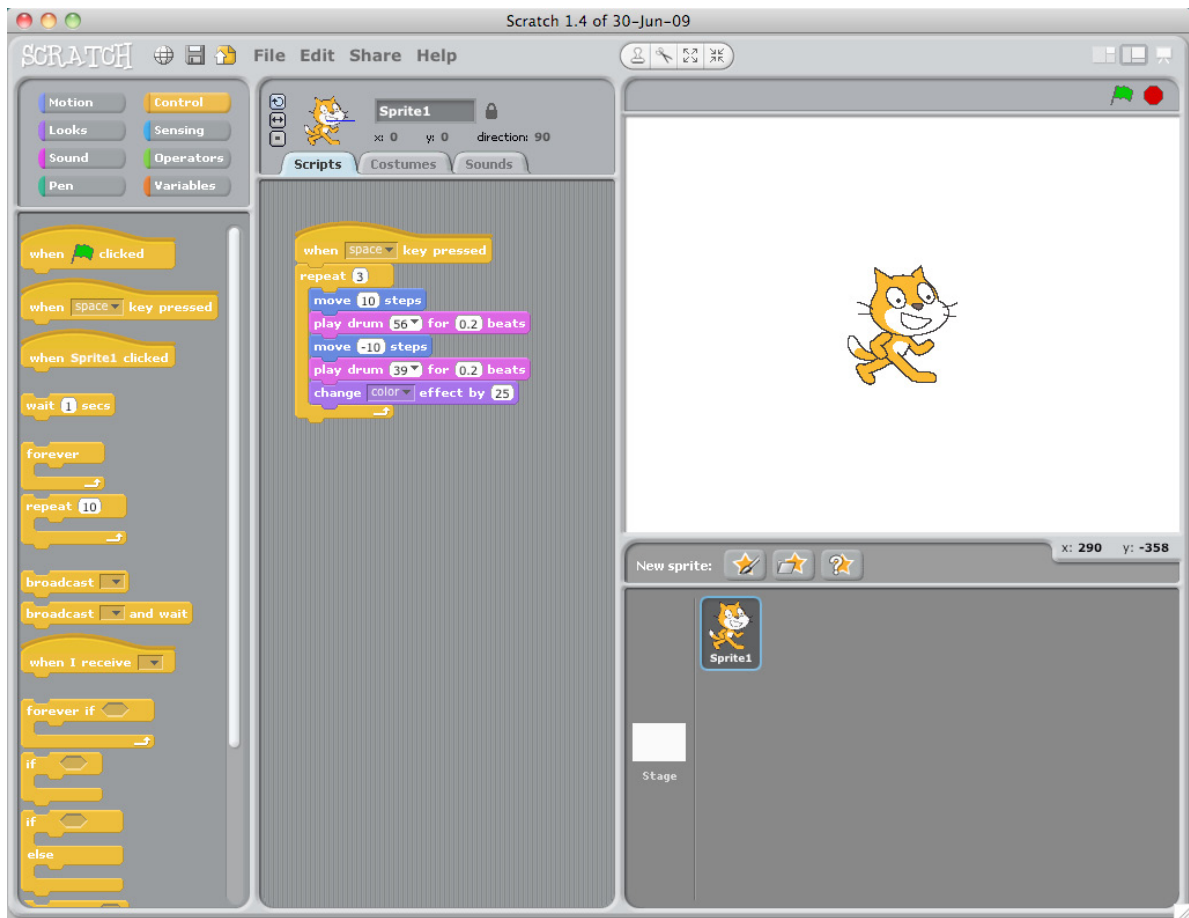 Scratch 1.4 of 30-Jun-09
SCRATCH File Edit Share Help
Motion Control
Looks Sensing
Sound Operators
Pen Variables
when clicked
when space key pressed
when Sprite1 clicked
wait 1 secs
forever
repeat 10
broadcast
broadcast and wait
when I receive
forever if
if
if
else
Sprite1
x: 0 y: 0 direction: 90
Scripts Costumes Sounds
when space key pressed
repeat 3
move 10 steps
play drum 56 for 0.2 beats
move -10 steps
play drum 39 for 0.2 beats
change color effect by 25
x: 290 y: -358
New sprite:
Sprite1
Stage